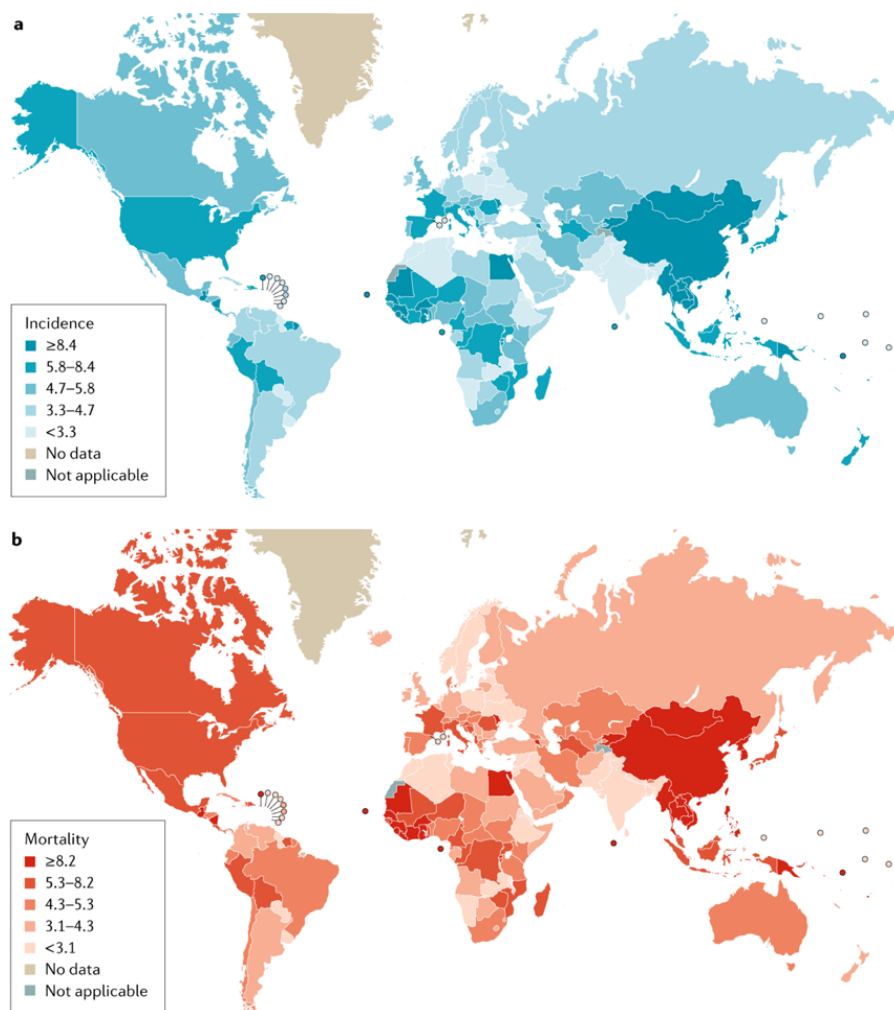 a
Incidence
≥8.4
5.8–8.4
4.7–5.8
3.3–4.7
<3.3
No data
Not applicable
b
Mortality
≥8.2
5.3–8.2
4.3–5.3
3.1–4.3
<3.1
No data
Not applicable